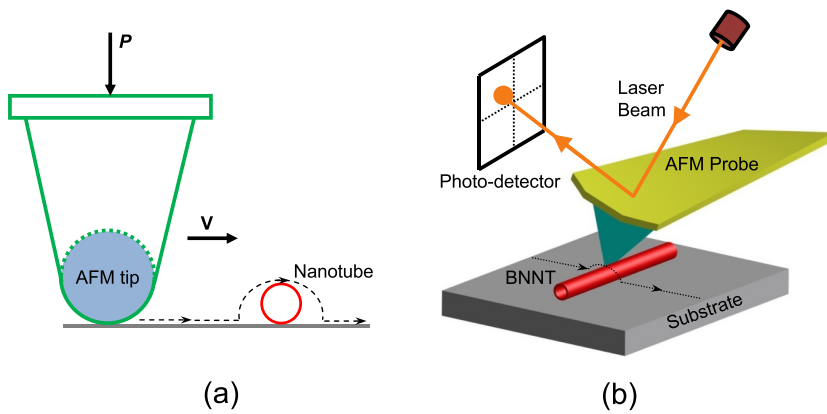 P
V
AFM tip
Nanotube
(a)
Laser
Beam
AFM Probe
Photo-detector
BNNT
Substrate
(b)